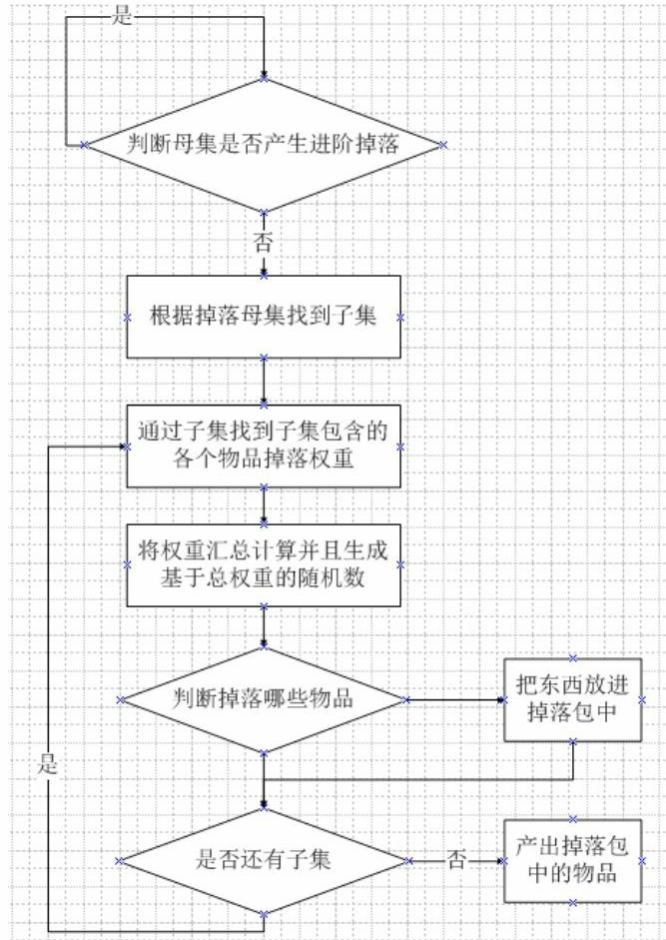 是
判断母集是否产生进阶掉落
否
根据掉落母集找到子集
通过子集找到子集包含的
各个物品掉落权重
将权重汇总计算并且生成
基于总权重的随机数
判断掉落哪些物品
把东西放进
掉落包中
是
是否还有子集
否
产出掉落包
中的物品